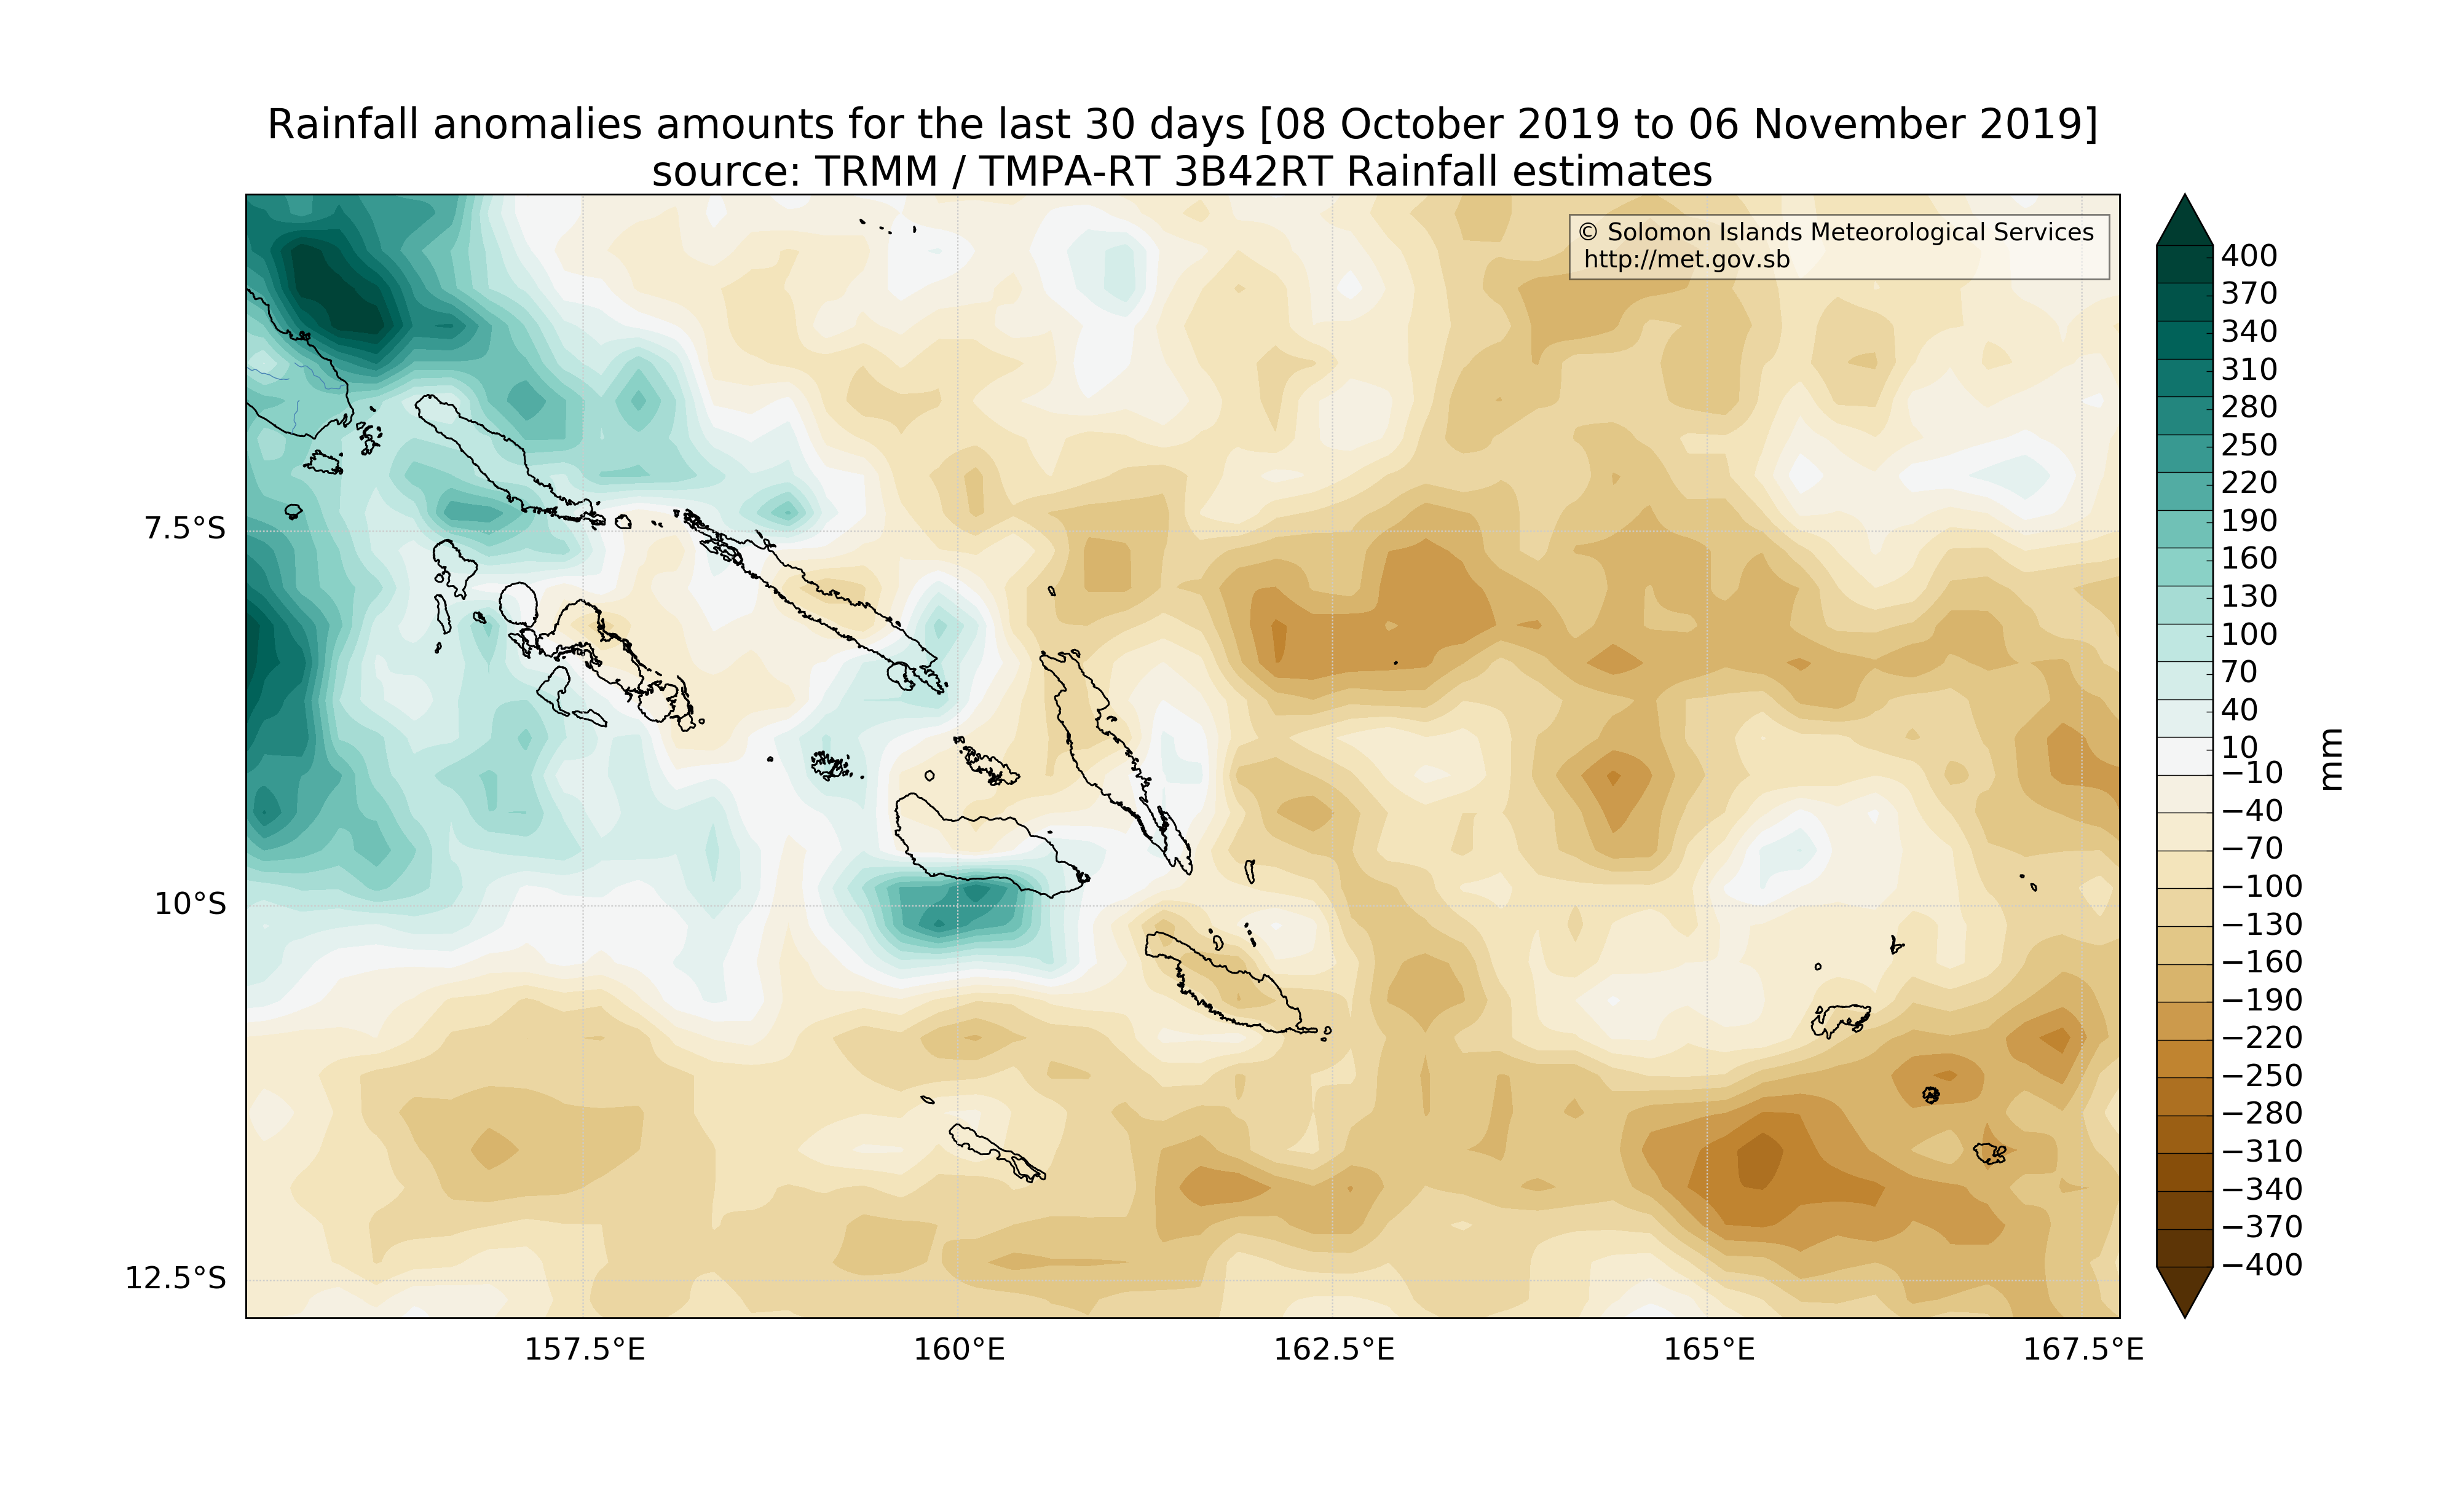 Rainfall anomalies amounts for the last 30 days [08 October 2019 to 06 November 2019]
source: TRMM / TMPA-RT 3B42RT Rainfall estimates
© Solomon Islands Meteorological Services
http://met.gov.sb
7.5°S
10°S
12.5°S
157.5°E
160°E
162.5°E
165°E
167.5°E
400
370
340
310
280
250
220
190
160
130
100
70
40
10
−10
−40
−70
−100
−130
−160
−190
−220
−250
−280
−310
−340
−370
−400
mm